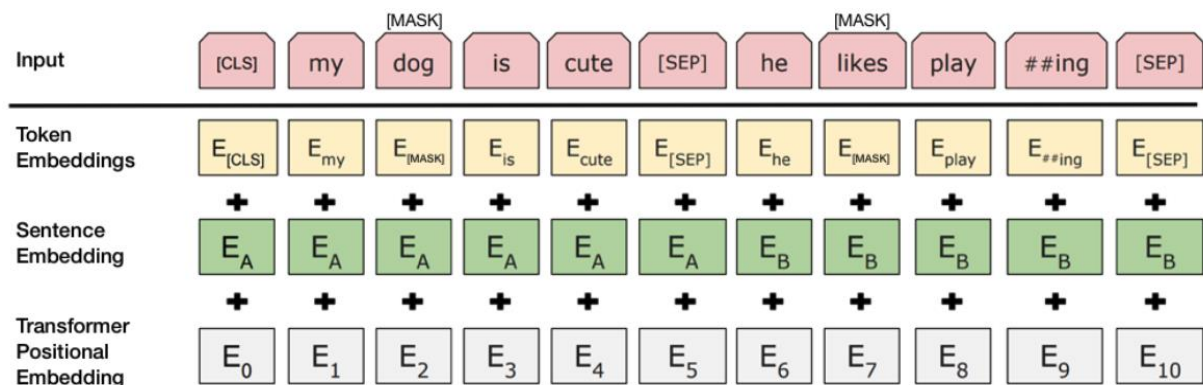 [MASK] [MASK]
Input [CLS] my dog is cute [SEP] he likes play ##ing [SEP]
Token
Embeddings E[CLS] Emy E[MASK] Eis Ecute E[SEP] Ehe E[MASK] Eplay E##ing E[SEP]
+ + + + + + + + + + +
Sentence
Embedding EA EA EA EA EA EA EB EB EB EB EB
+ + + + + + + + + + +
Transformer
Positional
Embedding E0 E1 E2 E3 E4 E5 E6 E7 E8 E9 E10